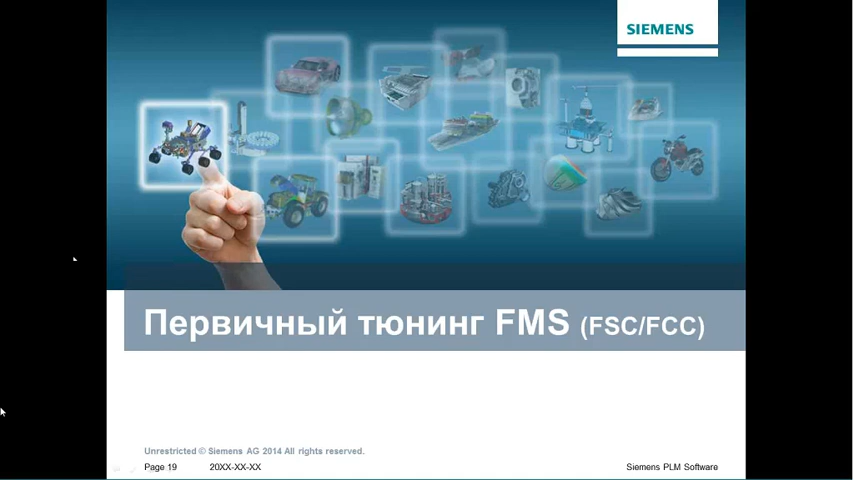 SIEMENS
Первичный тюнинг FMS (FSC/FCC)
Unrestricted © Siemens AG 2014 All rights reserved.
Page 19 20XX-XX-XX Siemens PLM Software